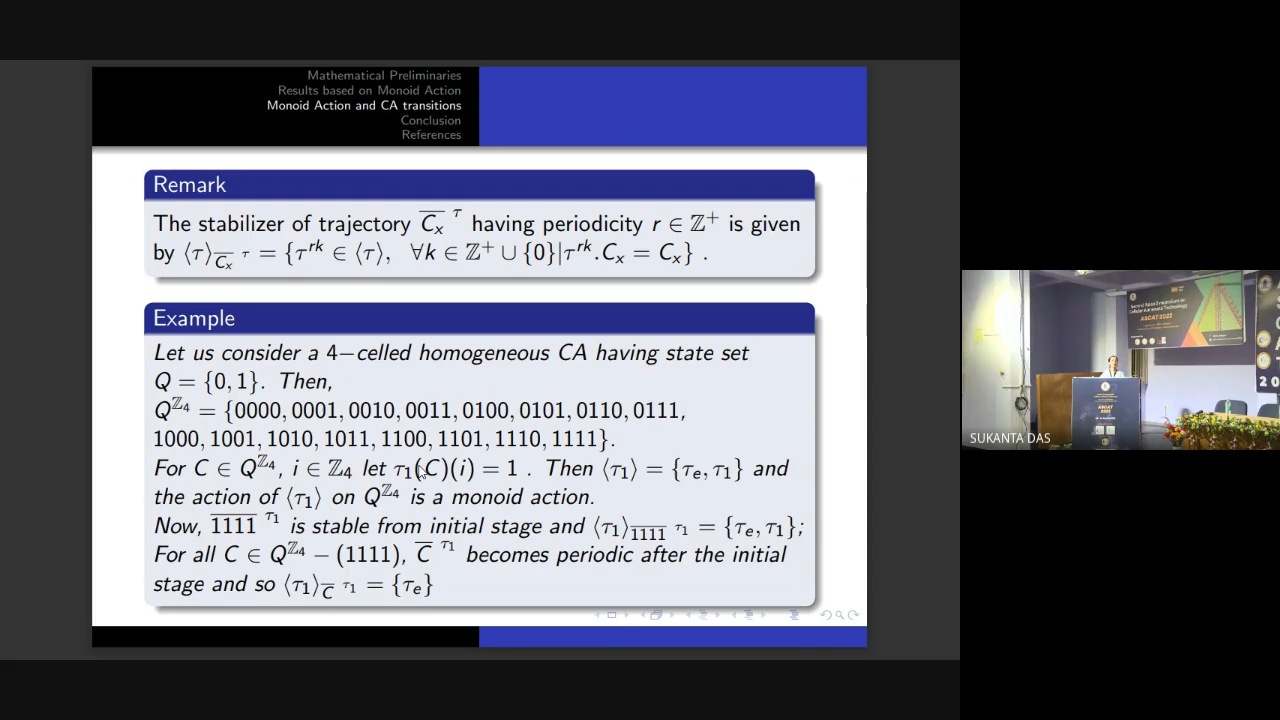 Mathematical Preliminaries
Results based on Monoid Action
Monoid Action and CA transitions
Conclusion
References
Remark
The stabilizer of trajectory $\overline{C_x}^{\tau}$ having periodicity $r \in \mathbb{Z}^+$ is given
by $\langle\tau\rangle_{\overline{C_x}^{\tau}} = \{\tau^{rk} \in \langle\tau\rangle, \ \forall k \in \mathbb{Z}^+ \cup \{0\} | \tau^{rk}.C_x = C_x\}$ .
Example
Let us consider a 4−celled homogeneous CA having state set
$Q = \{0, 1\}$. Then,
$Q^{\mathbb{Z}_4} = \{0000, 0001, 0010, 0011, 0100, 0101, 0110, 0111,$
$1000, 1001, 1010, 1011, 1100, 1101, 1110, 1111\}$.
For $C \in Q^{\mathbb{Z}_4}$, $i \in \mathbb{Z}_4$ let $\tau_1(C)(i) = 1$ . Then $\langle\tau_1\rangle = \{\tau_e, \tau_1\}$ and
the action of $\langle\tau_1\rangle$ on $Q^{\mathbb{Z}_4}$ is a monoid action.
Now, $\overline{1111}^{\tau_1}$ is stable from initial stage and $\langle\tau_1\rangle_{\overline{1111}^{\tau_1}} = \{\tau_e, \tau_1\}$;
For all $C \in Q^{\mathbb{Z}_4} - (1111)$, $\overline{C}^{\tau_1}$ becomes periodic after the initial
stage and so $\langle\tau_1\rangle_{\overline{C}^{\tau_1}} = \{\tau_e\}$
Cellular Automata Technology
ASCAT 2022
SUKANTA DAS